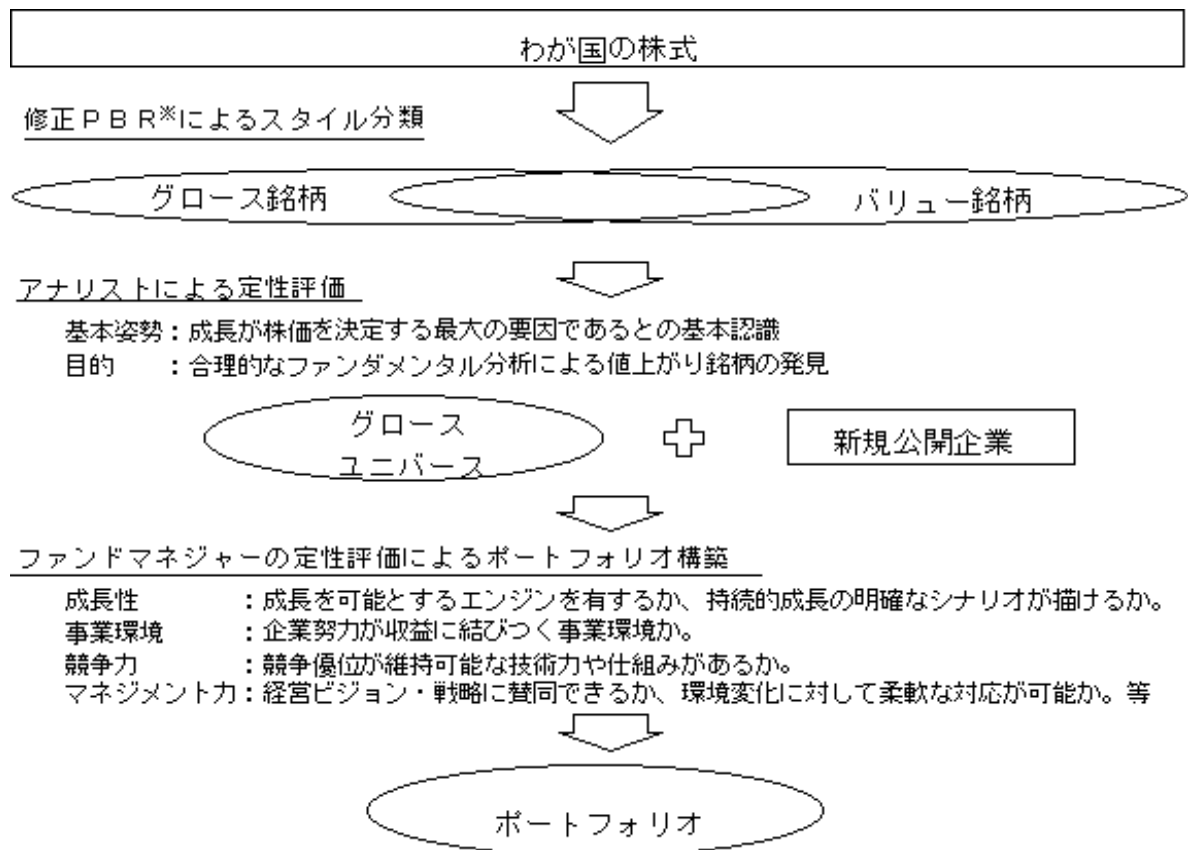 わが国の株式
修正PBR※によるスタイル分類
グロース銘柄 バリュー銘柄
アナリストによる定性評価
基本姿勢：成長が株価を決定する最大の要因であるとの基本認識
目的　　：合理的なファンダメンタル分析による値上がり銘柄の発見
グロース
ユニバース
新規公開企業
ファンドマネジャーの定性評価によるポートフォリオ構築
成長性　　　　：成長を可能とするエンジンを有するか、持続的成長の明確なシナリオが描けるか。
事業環境　　　：企業努力が収益に結びつく事業環境か。
競争力　　　　：競争優位が維持可能な技術力や仕組みがあるか。
マネジメント力：経営ビジョン・戦略に賛同できるか、環境変化に対して柔軟な対応が可能か。等
ポートフォリオ